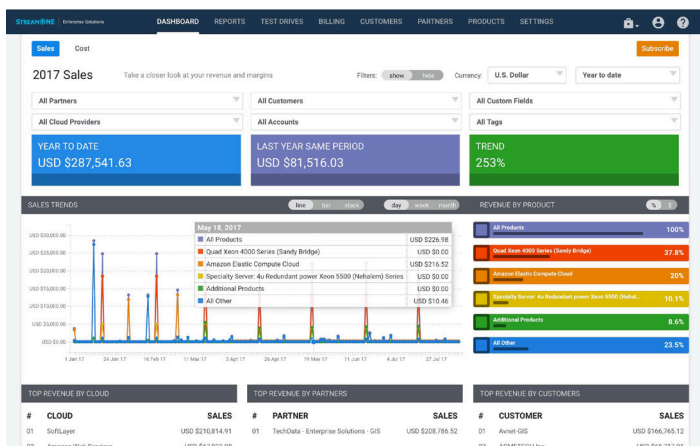 STREAMONE Enterprise Solutions DASHBOARD REPORTS TEST DRIVES BILLING CUSTOMERS PARTNERS PRODUCTS SETTINGS
Sales Cost Subscribe
2017 Sales Take a closer look at your revenue and margins Filters: show hide Currency: U.S. Dollar Year to date
All Partners All Customers All Custom Fields
All Cloud Providers All Accounts All Tags
YEAR TO DATE LAST YEAR SAME PERIOD TREND
USD $287,541.63 USD $81,516.03 253%
SALES TRENDS line bar stack day week month REVENUE BY PRODUCT % $
May 18, 2017
All Products USD $226.98
Quad Xeon 4000 Series (Sandy Bridge) USD $0.00
Amazon Elastic Compute Cloud USD $216.52
Specialty Server: 4u Redundant power Xeon 5500 (Nehalem) Series USD $0.00
Additional Products USD $0.00
All Other USD $10.46
USD $30,000.00
USD $25,000.00
USD $20,000.00
USD $15,000.00
USD $10,000.00
USD $5,000.00
USD $0.00
1 Jan 17 24 Jan 17 16 Feb 17 11 Mar 17 3 Apr 17 26 Apr 17 19 May 17 11 Jun 17 4 Jul 17 27 Jul 17
All Products 100%
Quad Xeon 4000 Series (Sandy Bridge) 37.8%
Amazon Elastic Compute Cloud 20%
Specialty Server: 4u Redundant power Xeon 5500 (Nehal... 10.1%
Additional Products 8.6%
All Other 23.5%
TOP REVENUE BY CLOUD TOP REVENUE BY PARTNERS TOP REVENUE BY CUSTOMERS
# CLOUD SALES # PARTNER SALES # CUSTOMER SALES
01 SoftLayer USD $210,814.91 01 TechData - Enterprise Solutions - GIS USD $208,786.52 01 Avnet-GIS USD $166,765.12